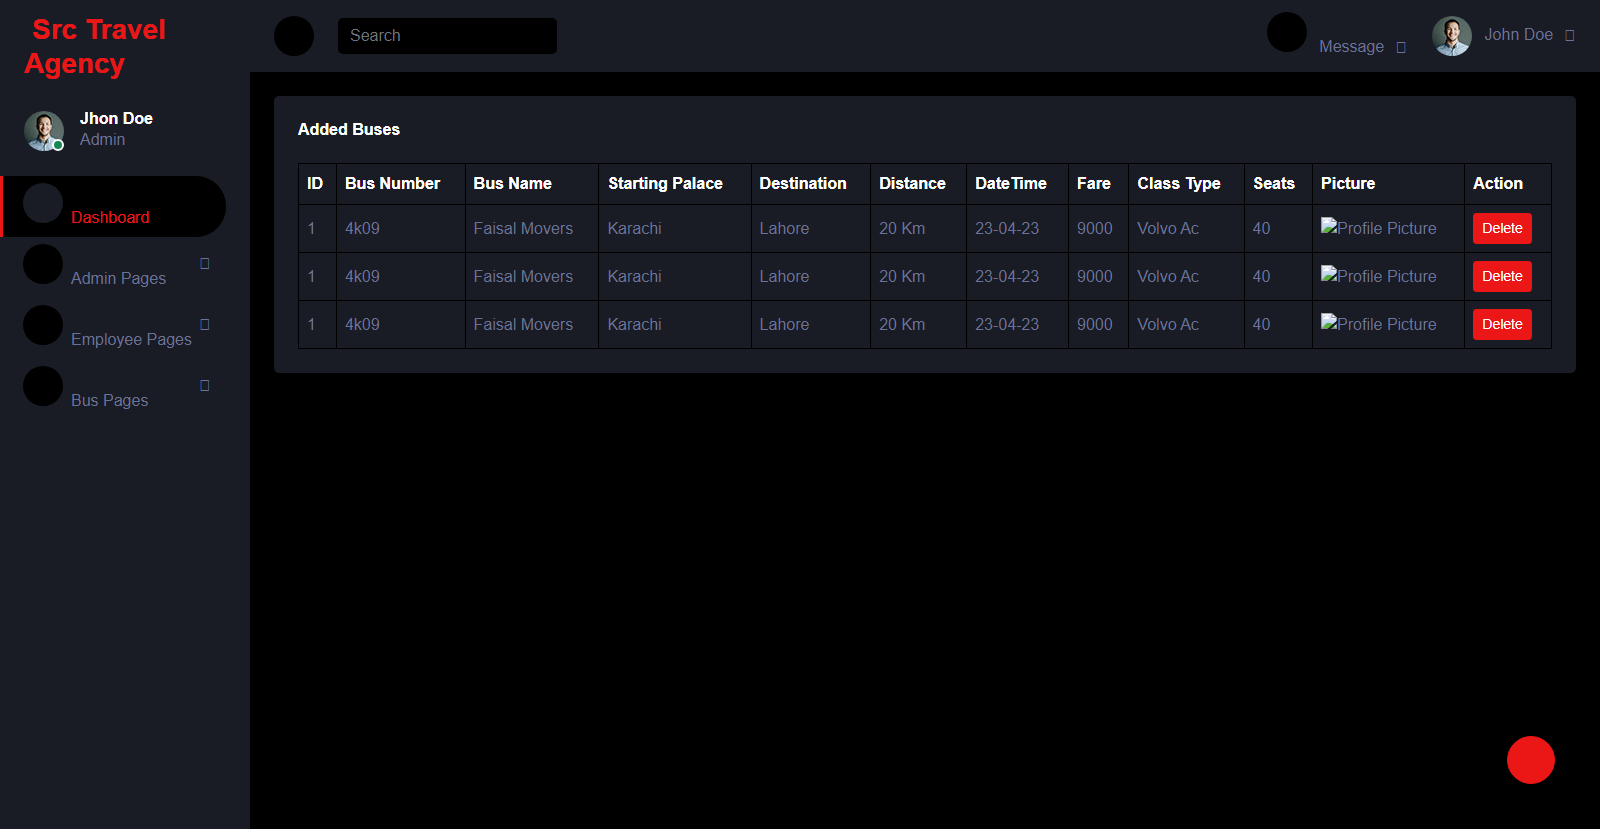 Src Travel
Agency
Jhon Doe
Admin
Dashboard
Admin Pages
Employee Pages
Bus Pages
Search
Message
John Doe
Added Buses
ID Bus Number Bus Name Starting Palace Destination Distance DateTime Fare Class Type Seats Picture Action
1 4k09 Faisal Movers Karachi Lahore 20 Km 23-04-23 9000 Volvo Ac 40 Profile Picture Delete
1 4k09 Faisal Movers Karachi Lahore 20 Km 23-04-23 9000 Volvo Ac 40 Profile Picture Delete
1 4k09 Faisal Movers Karachi Lahore 20 Km 23-04-23 9000 Volvo Ac 40 Profile Picture Delete